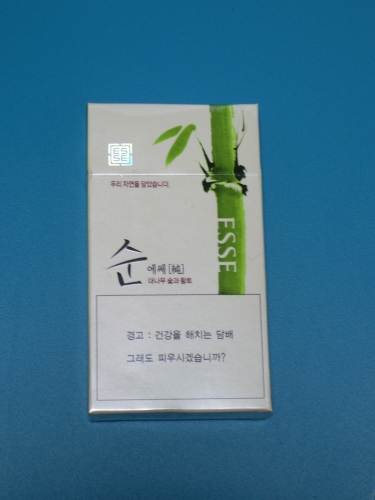 우리 자연을 담았습니다.
ESSE
순 에쎄[純]
대나무 숲과 황토
경고 : 건강을 해치는 담배
그래도 피우시겠습니까?